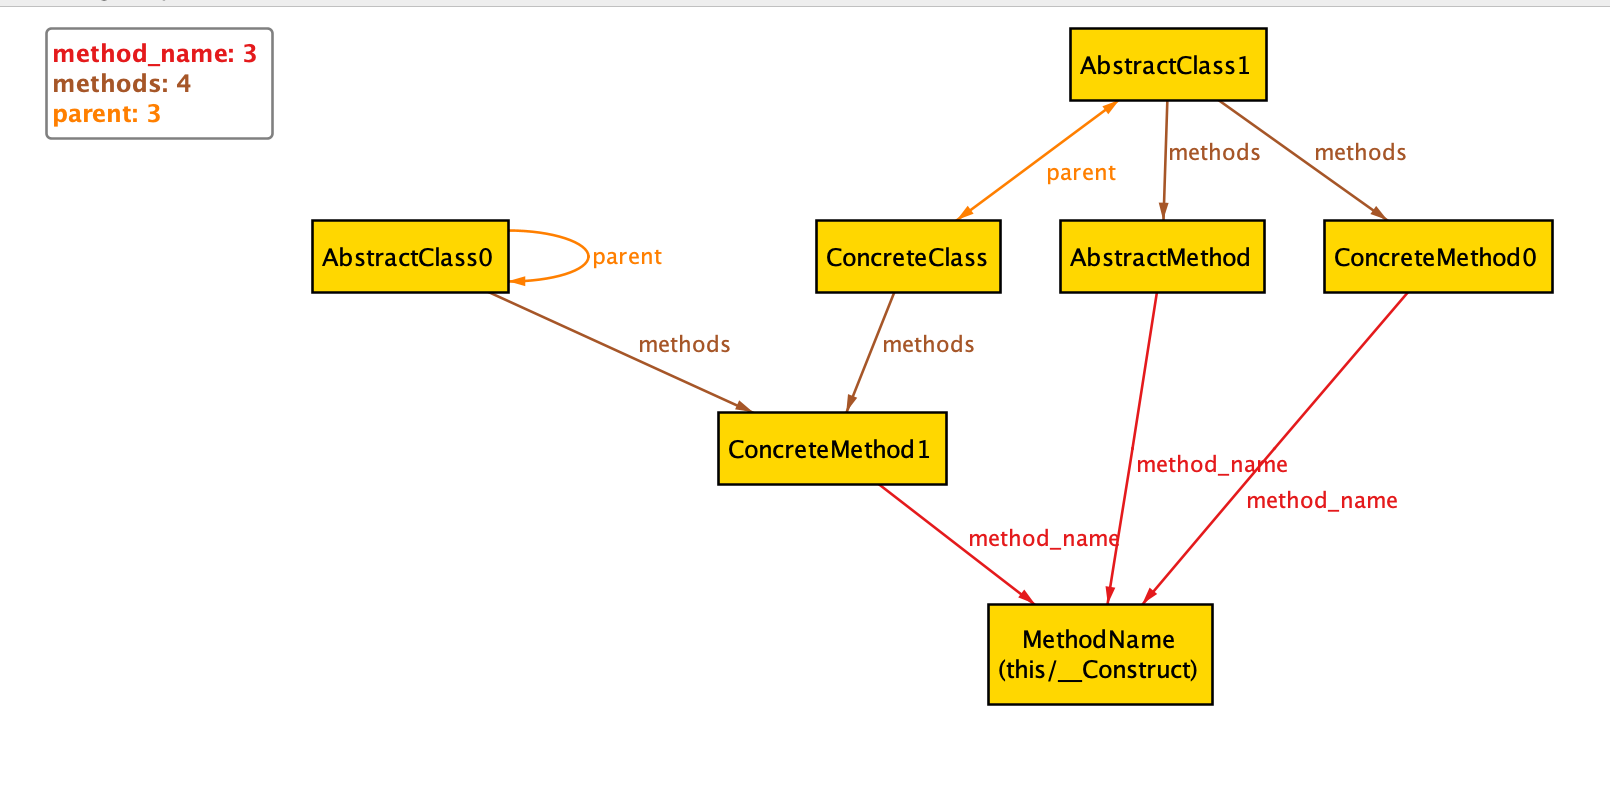 method_name: 3
methods: 4
parent: 3
AbstractClass1
parent
methods
methods
AbstractClass0
parent
ConcreteClass
AbstractMethod
ConcreteMethod0
methods
methods
ConcreteMethod1
method_name
method_name
method_name
MethodName
(this/__Construct)